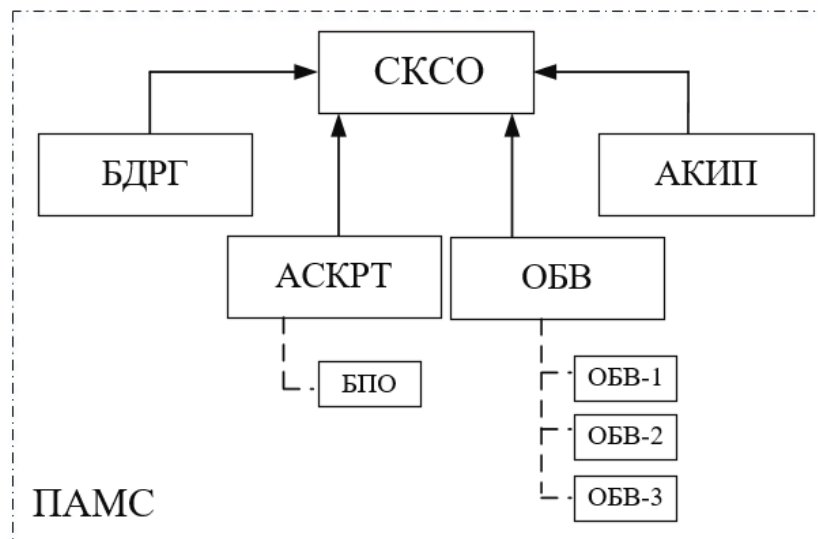 СКСО
БДРГ
АКИП
АСКРТ
ОБВ
БПО
ОБВ-1
ОБВ-2
ОБВ-3
ПАМС